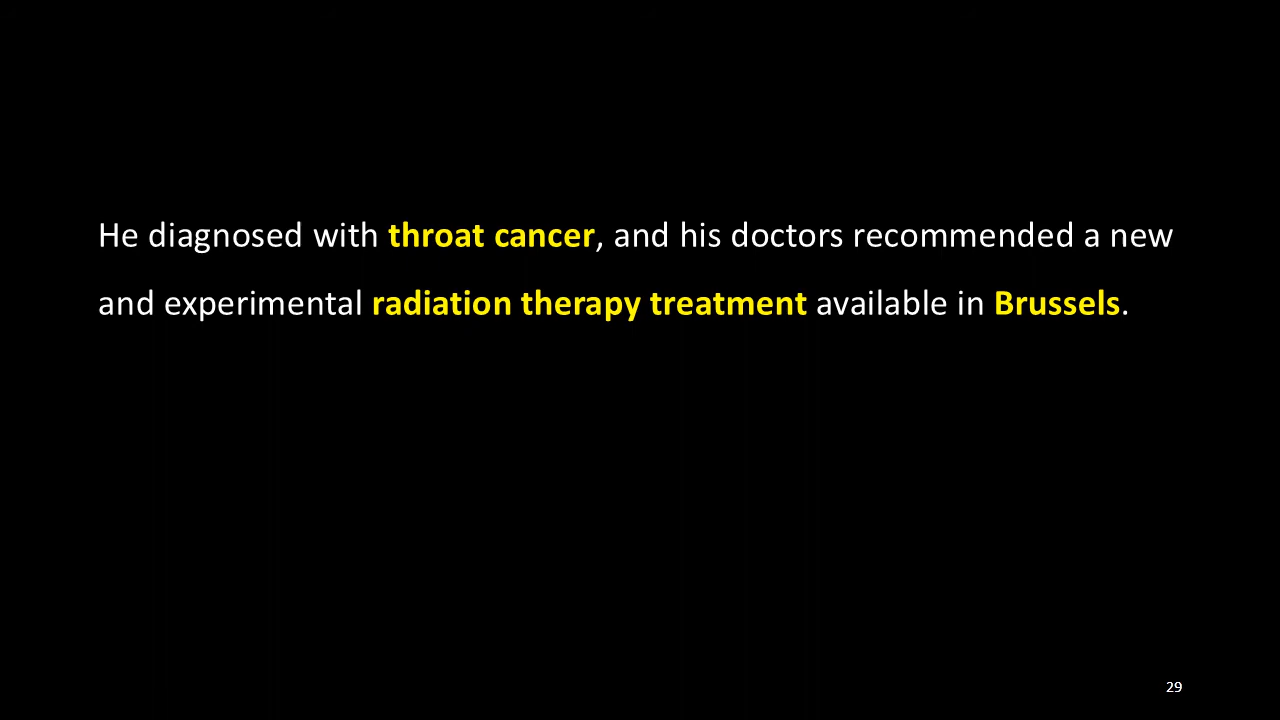 He diagnosed with throat cancer, and his doctors recommended a new
and experimental radiation therapy treatment available in Brussels.
29